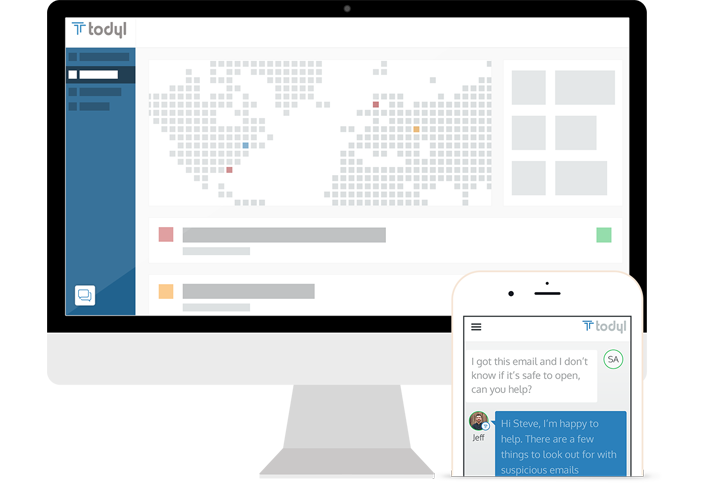 todyl
todyl
I got this email and I don't
know if it's safe to open,
can you help?
SA
Jeff
Hi Steve, I'm happy to
help. There are a few
things to look out for with
suspicious emails